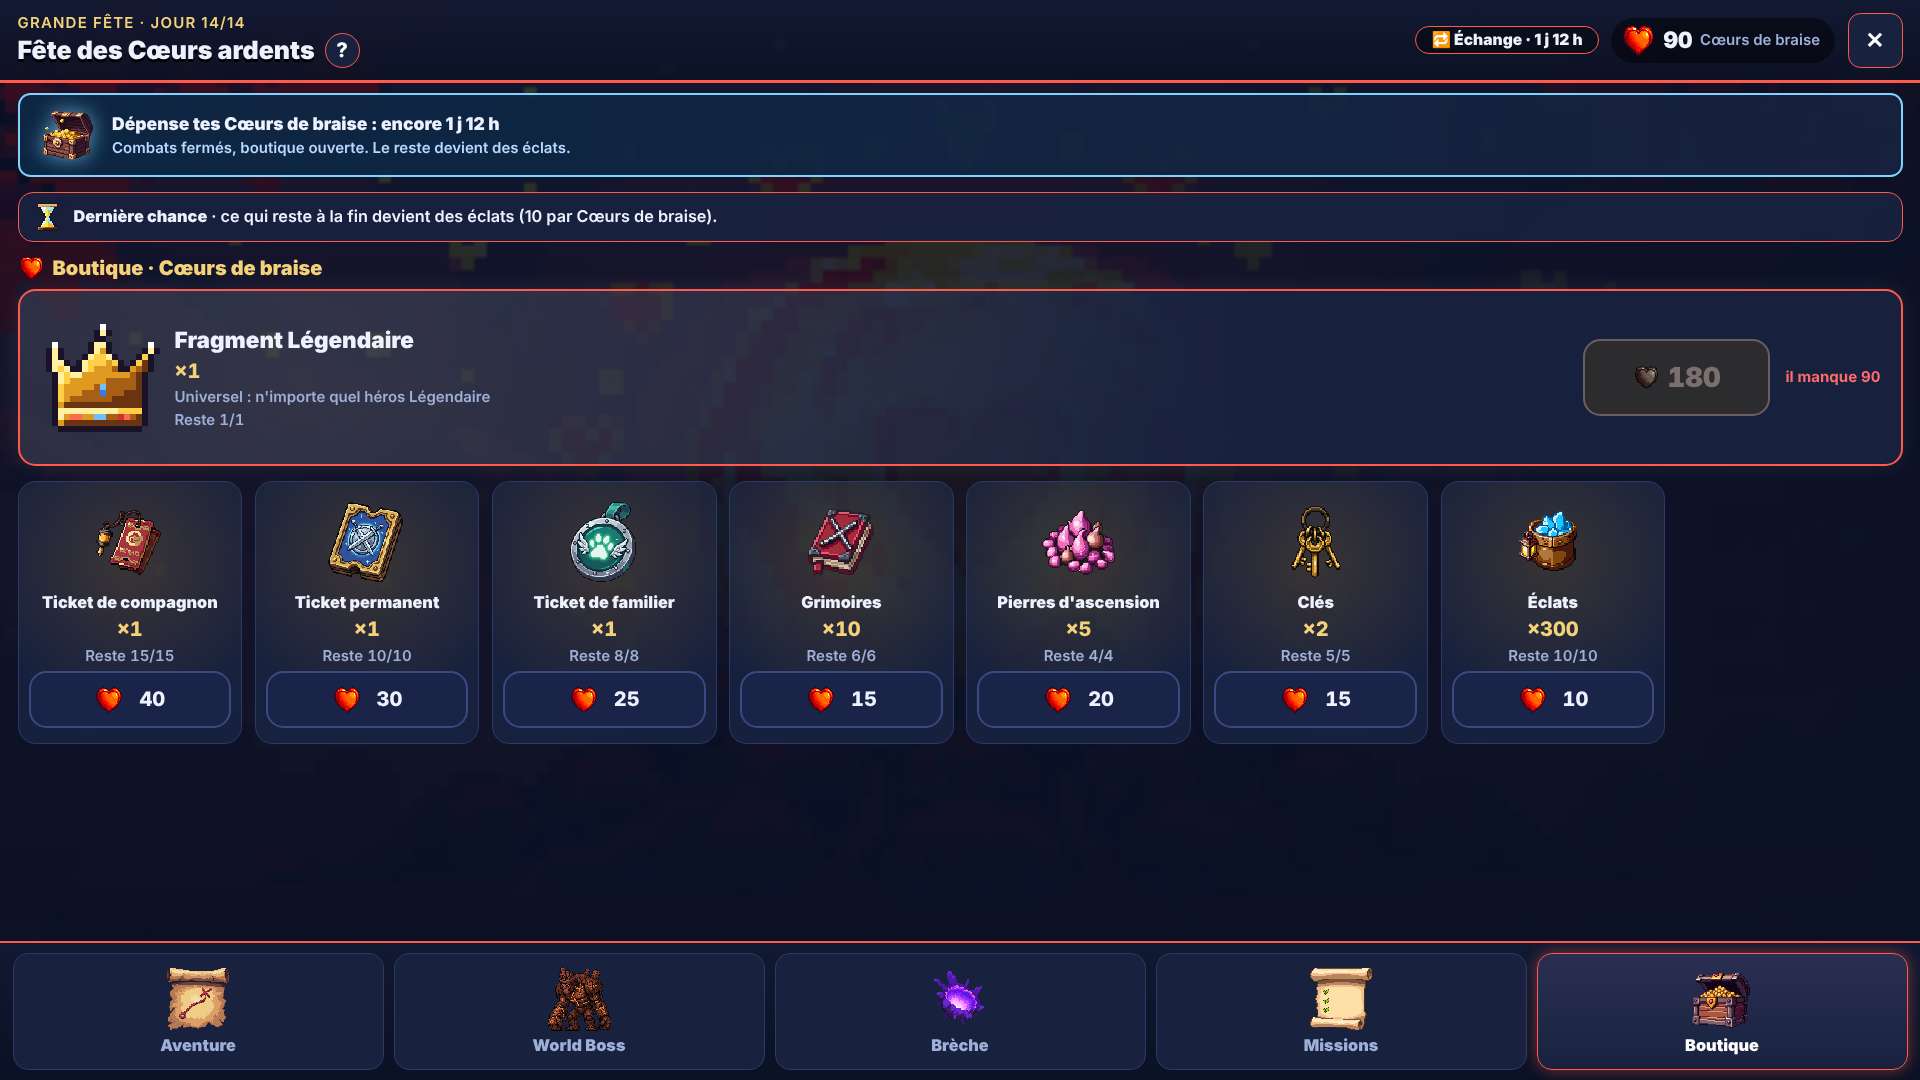 GRANDE FÊTE · JOUR 14/14
Fête des Cœurs ardents ?
Échange · 1 j 12 h
90 Cœurs de braise
Dépense tes Cœurs de braise : encore 1 j 12 h
Combats fermés, boutique ouverte. Le reste devient des éclats.
Dernière chance · ce qui reste à la fin devient des éclats (10 par Cœurs de braise).
Boutique · Cœurs de braise
Fragment Légendaire
×1
Universel : n'importe quel héros Légendaire
Reste 1/1
180
il manque 90
Ticket de compagnon
×1
Reste 15/15
40
Ticket permanent
×1
Reste 10/10
30
Ticket de familier
×1
Reste 8/8
25
Grimoires
×10
Reste 6/6
15
Pierres d'ascension
×5
Reste 4/4
20
Clés
×2
Reste 5/5
15
Éclats
×300
Reste 10/10
10
Aventure
World Boss
Brèche
Missions
Boutique